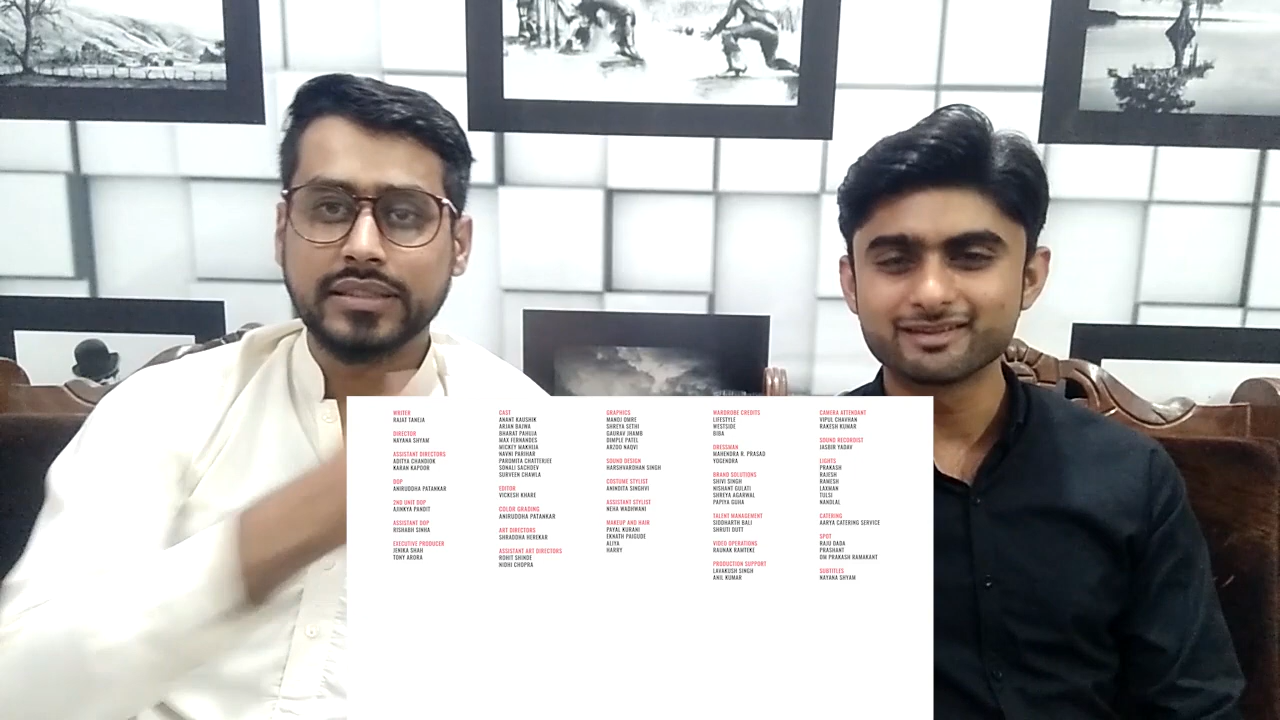 WRITER
RAJAT TANEJA
DIRECTOR
NAYANA SHYAM
ASSISTANT DIRECTORS
ADITYA CHANDIOK
KARAN KAPOOR
DOP
ANIRUDDHA PATANKAR
2ND UNIT DOP
AJINKYA PANDIT
ASSISTANT DOP
RISHABH SINHA
EXECUTIVE PRODUCER
JENIKA SHAH
TONY ARORA
CAST
ANANT KAUSHIK
ARJAN BAJWA
BHARAT PAHUJA
MAX FERNANDES
MICKEY MAKHIJA
NAVNI PARIHAR
PAROMITA CHATTERJEE
SONALI SACHDEV
SURVEEN CHAWLA
EDITOR
VICKESH KHARE
COLOR GRADING
ANIRUDDHA PATANKAR
ART DIRECTORS
SHRADDHA HEREKAR
ASSISTANT ART DIRECTORS
ROHIT SHINDE
NIDHI CHOPRA
GRAPHICS
MANOJ OMRE
SHREYA SETHI
GAURAV JHAMB
DIMPLE PATEL
ARZOO NAQVI
SOUND DESIGN
HARSHVARDHAN SINGH
COSTUME STYLIST
ANINDITA SINGHVI
ASSISTANT STYLIST
NEHA WADHWANI
MAKEUP AND HAIR
PAYAL KURANI
EKNATH PAIGUDE
ALIYA
HARRY
WARDROBE CREDITS
LIFESTYLE
WESTSIDE
BIBA
DRESSMAN
MAHENDRA R. PRASAD
YOGENDRA
BRAND SOLUTIONS
SHIVI SINGH
NISHANT GULATI
SHREYA AGARWAL
PAPIYA GUHA
TALENT MANAGEMENT
SIDDHARTH BALI
SHRUTI DUTT
VIDEO OPERATIONS
RAUNAK RAMTEKE
PRODUCTION SUPPORT
LAVAKUSH SINGH
ANIL KUMAR
CAMERA ATTENDANT
VIPUL CHAVHAN
RAKESH KUMAR
SOUND RECORDIST
JASBIR YADAV
LIGHTS
PRAKASH
RAJESH
RAMESH
LAXMAN
TULSI
NANDLAL
CATERING
AARYA CATERING SERVICE
SPOT
RAJU DADA
PRASHANT
OM PRAKASH RAMAKANT
SUBTITLES
NAYANA SHYAM